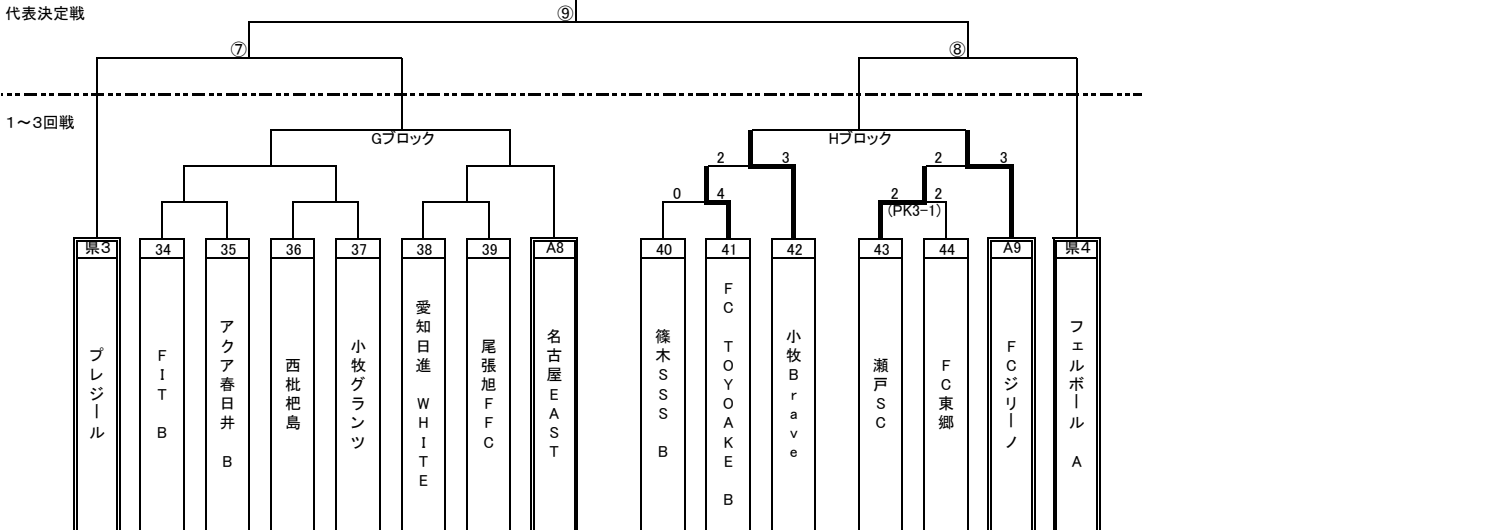 代表決定戦
⑨
⑦
⑧
1～3回戦
Gブロック
Hブロック
2 3
2 3
0 4
2 2
(PK3-1)
県3
34
35
36
37
38
39
A8
40
41
42
43
44
A9
県4
プレジール
FIT B
アクア春日井 B
西枇杷島
小牧グランツ
愛知日進 WHITE
尾張旭FFC
名古屋EAST
篠木SSS B
FC TOYOAKE B
小牧Brave
瀬戸SC
FC東郷
FCジリーノ
フェルボール A